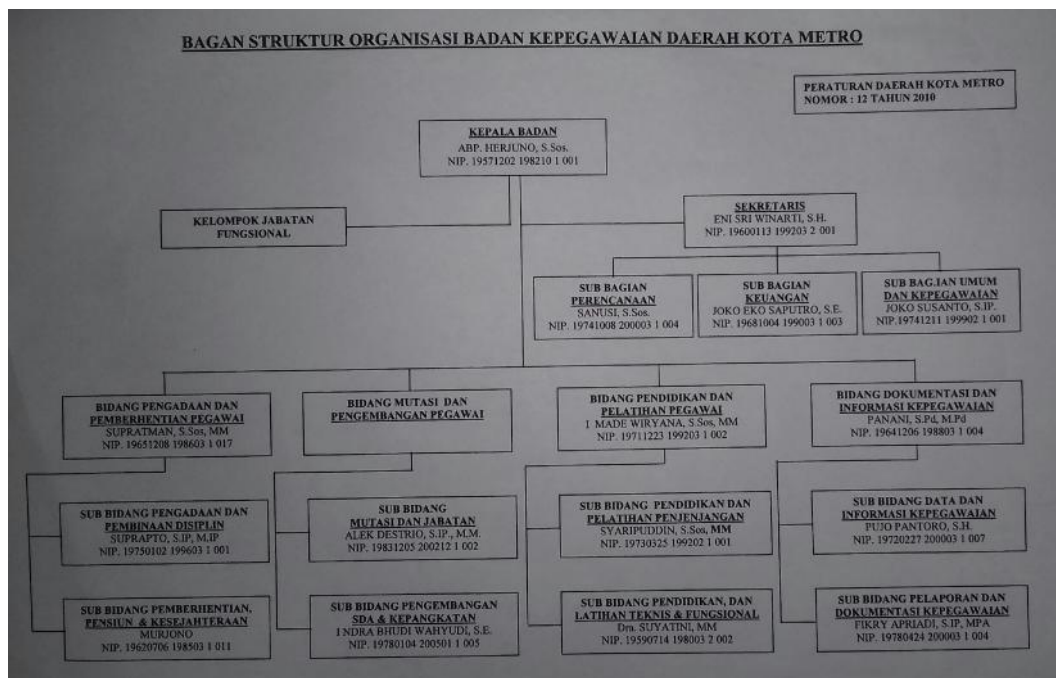 BAGAN STRUKTUR ORGANISASI BADAN KEPEGAWAIAN DAERAH KOTA METRO
PERATURAN DAERAH KOTA METRO
NOMOR : 12 TAHUN 2010
KEPALA BADAN
ABP. HERJUNO, S.Sos.
NIP. 19571202 198210 1 001
KELOMPOK JABATAN
FUNGSIONAL
SEKRETARIS
ENI SRI WINARTI, S.H.
NIP. 19600113 199203 2 001
SUB BAGIAN
PERENCANAAN
SANUSI, S.Sos.
NIP. 19741008 200003 1 004
SUB BAGIAN
KEUANGAN
JOKO EKO SAPUTRO, S.E.
NIP. 19681004 199003 1 003
SUB BAG.IAN UMUM
DAN KEPEGAWAIAN
JOKO SUSANTO, S.IP.
NIP.19741211 199902 1 001
BIDANG PENGADAAN DAN
PEMBERHENTIAN PEGAWAI
SUPRATMAN, S.Sos, MM
NIP. 19651208 198603 1 017
BIDANG MUTASI DAN
PENGEMBANGAN PEGAWAI
BIDANG PENDIDIKAN DAN
PELATIHAN PEGAWAI
I MADE WIRYANA, S.Sos, MM
NIP. 19711223 199203 1 002
BIDANG DOKUMENTASI DAN
INFORMASI KEPEGAWAIAN
PANANI, S.Pd, M.Pd
NIP. 19641206 198803 1 004
SUB BIDANG PENGADAAN DAN
PEMBINAAN DISIPLIN
SUPRAPTO, S.IP, M.IP
NIP. 19750102 199603 1 001
SUB BIDANG
MUTASI DAN JABATAN
ALEK DESTRIO, S.IP., M.M.
NIP. 19831205 200212 1 002
SUB BIDANG PENDIDIKAN DAN
PELATIHAN PENJENJANGAN
SYARIPUDDIN, S.Sos, MM
NIP. 19730325 199202 1 001
SUB BIDANG DATA DAN
INFORMASI KEPEGAWAIAN
PUJO PANTORO, S.H.
NIP. 19720227 200003 1 007
SUB BIDANG PEMBERHENTIAN,
PENSIUN & KESEJAHTERAAN
MURJONO
NIP. 19620706 198503 1 011
SUB BIDANG PENGEMBANGAN
SDA & KEPANGKATAN
I NDRA BHUDI WAHYUDI, S.E.
NIP. 19780104 200501 1 005
SUB BIDANG PENDIDIKAN, DAN
LATIHAN TEKNIS & FUNGSIONAL
Dra. SUYATINI, MM
NIP. 19590714 198003 2 002
SUB BIDANG PELAPORAN DAN
DOKUMENTASI KEPEGAWAIAN
FIKRY APRIADI, S.IP, MPA
NIP. 19780424 200003 1 004